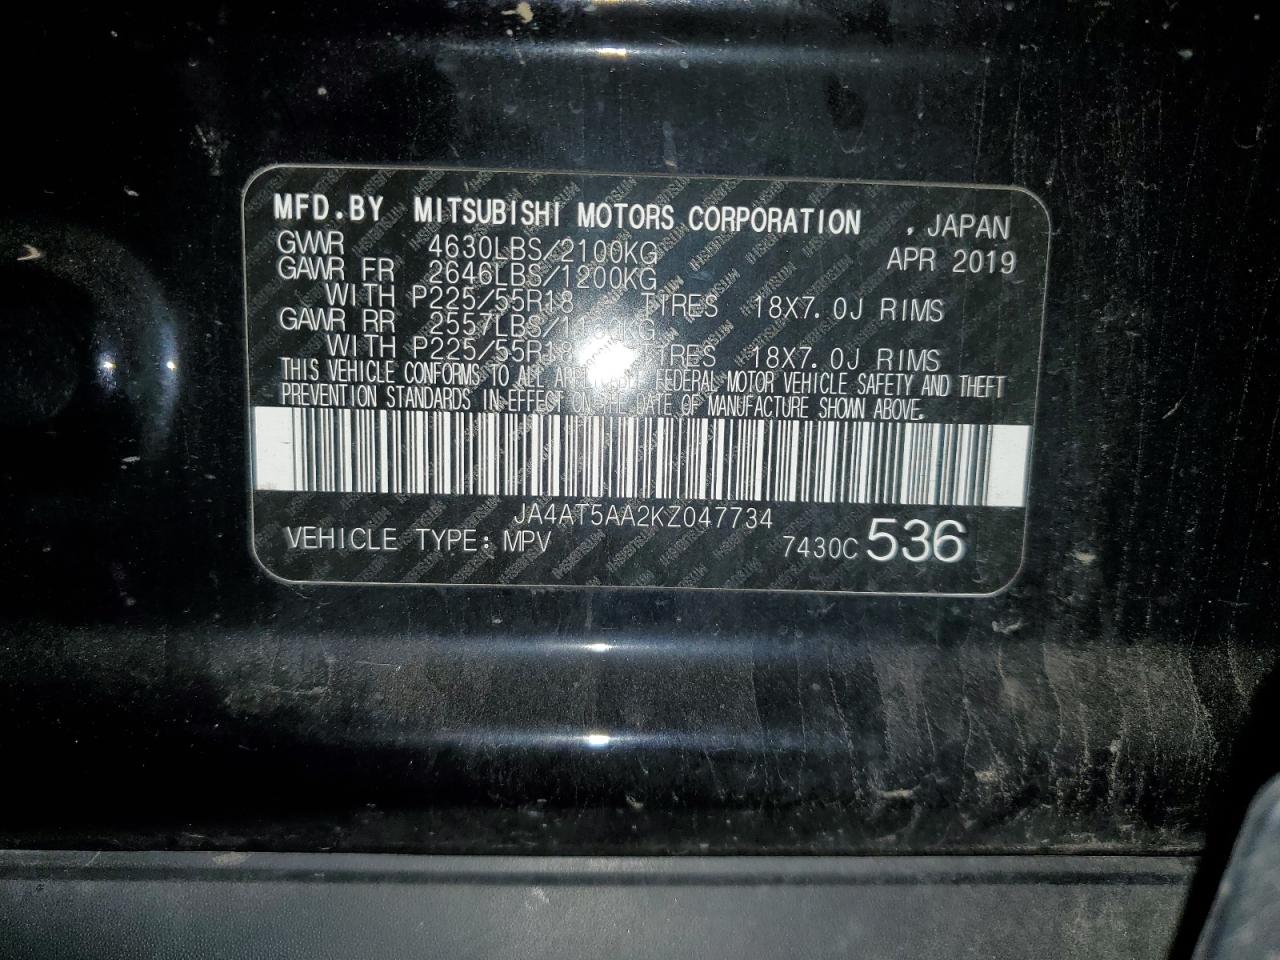 MFD.BY MITSUBISHI MOTORS CORPORATION , JAPAN
GVWR 4630LBS/2100KG APR 2019
GAWR FR 2646LBS/1200KG
WITH P225/55R18 TIRES 18X7.0J RIMS
GAWR RR 2557LBS/1160KG
WITH P225/55R18 TIRES 18X7.0J RIMS
THIS VEHICLE CONFORMS TO ALL APPLICABLE FEDERAL MOTOR VEHICLE SAFETY AND THEFT
PREVENTION STANDARDS IN EFFECT ON THE DATE OF MANUFACTURE SHOWN ABOVE.
JA4AT5AA2KZ047734
VEHICLE TYPE: MPV 7430C 536